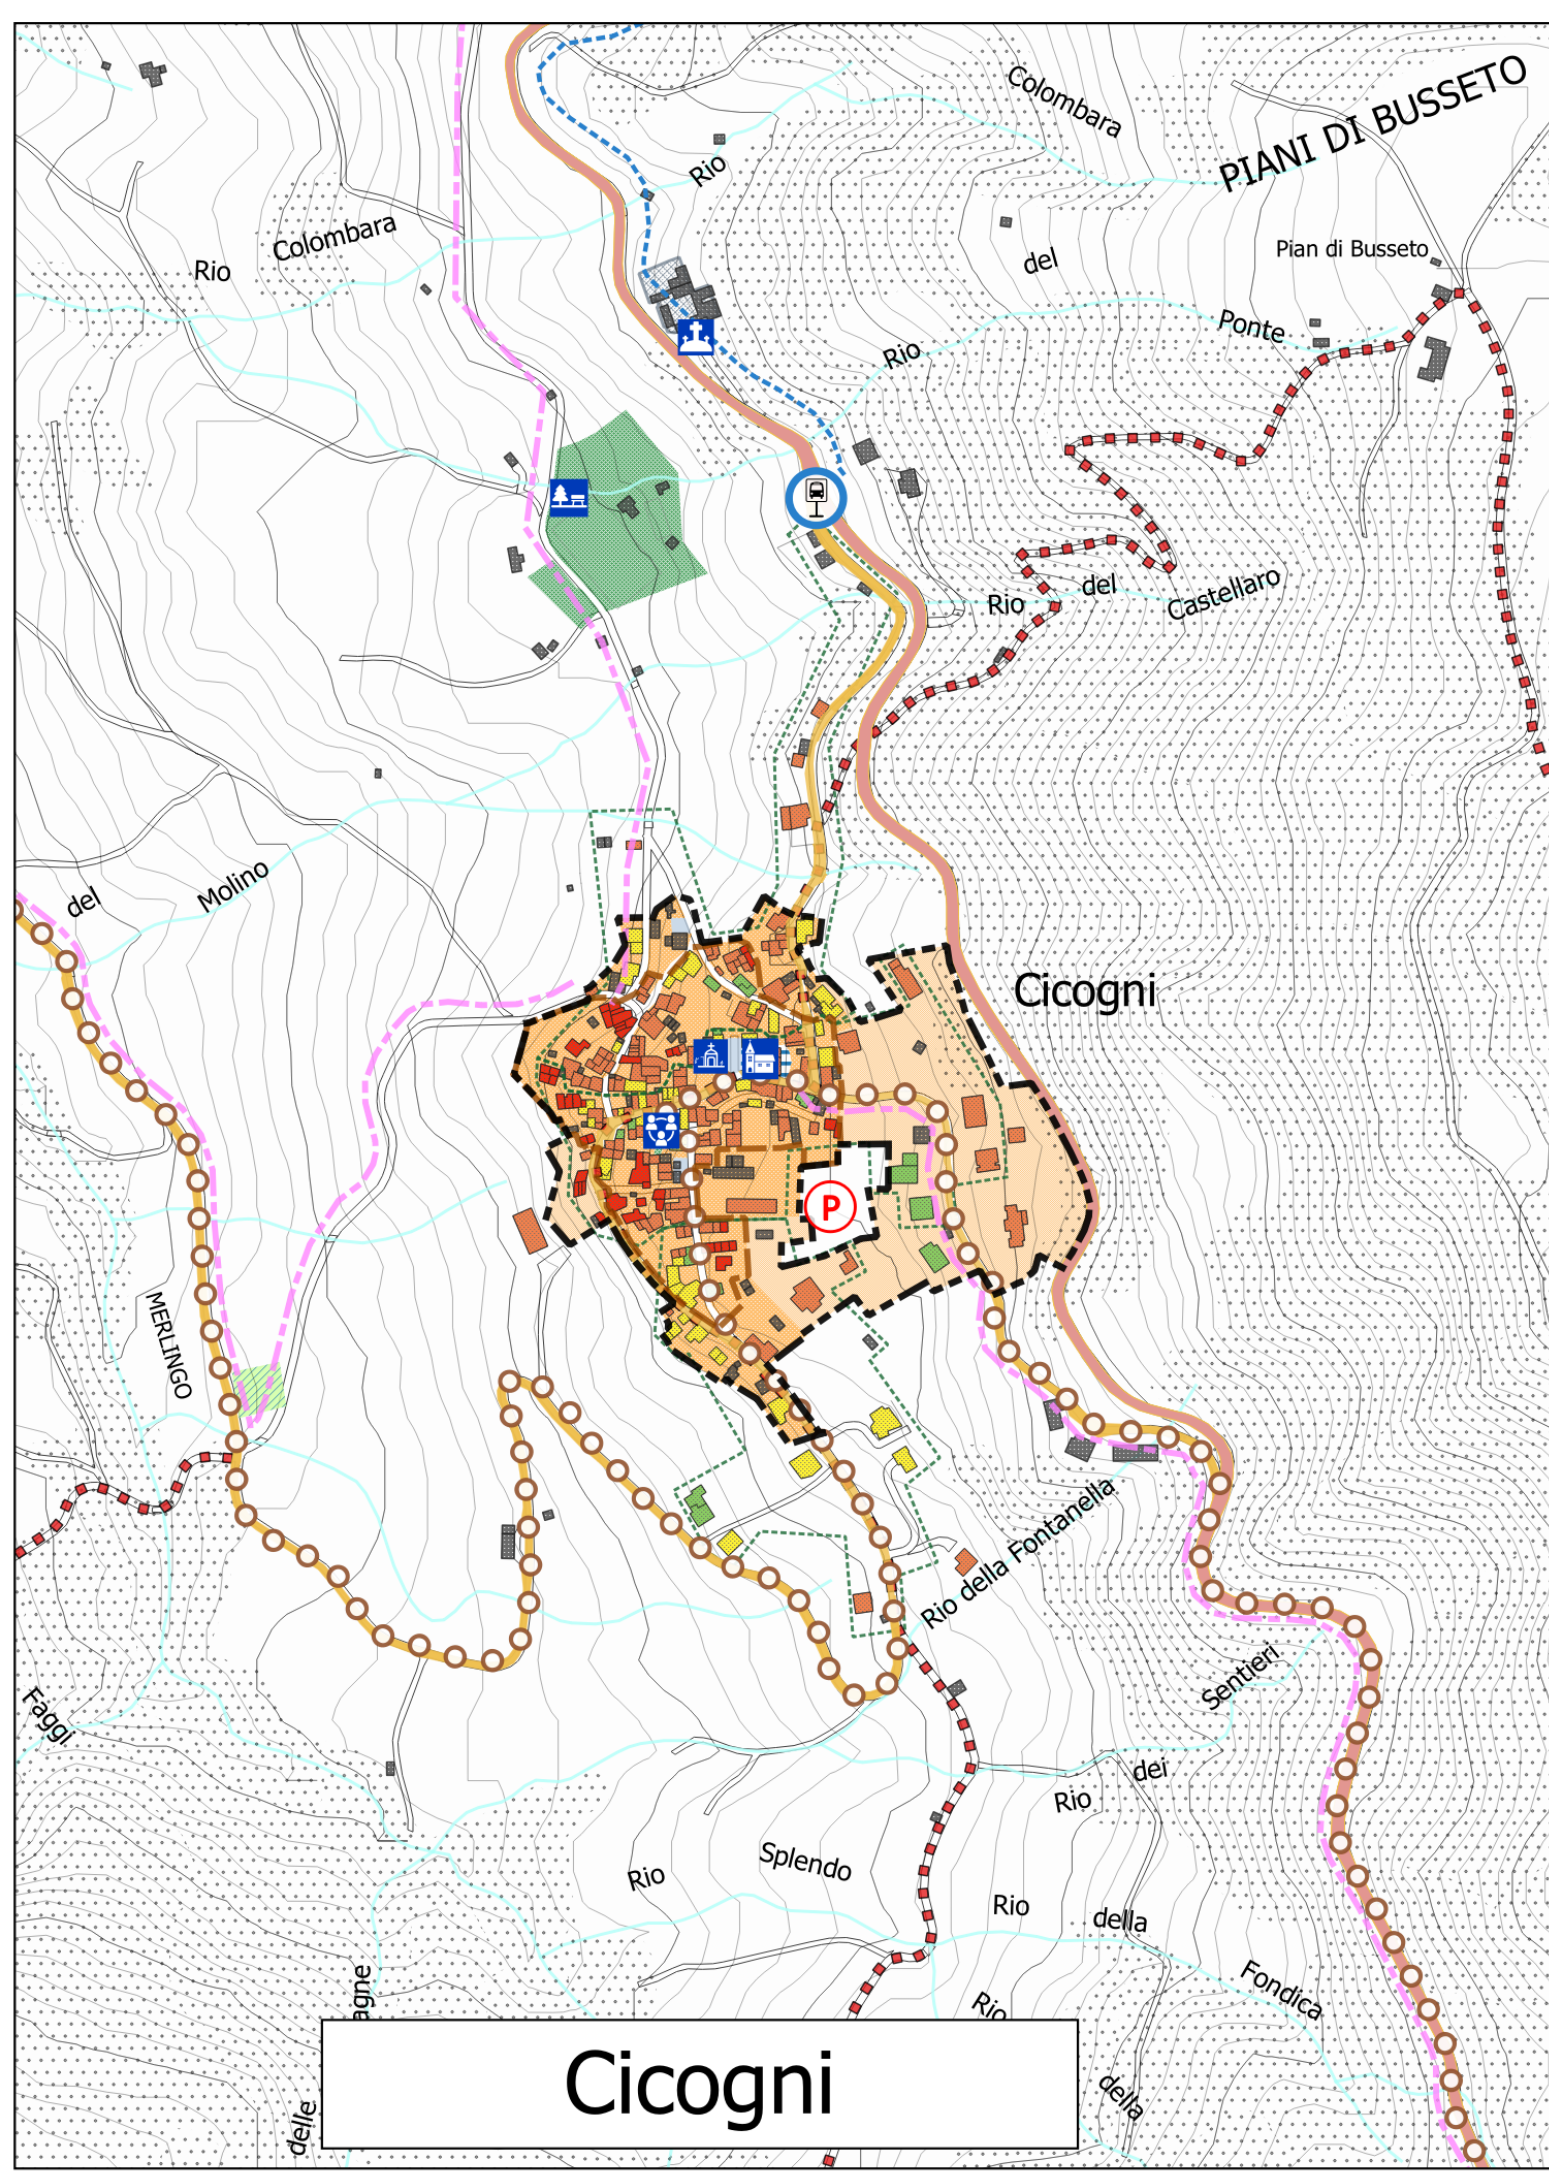 Colombara
PIANI DI BUSSETO
Rio
Colombara
Rio
del
Pian di Busseto
Ponte
Rio
Rio
del
Castellaro
del
Molino
Cicogni
P
MERLINGO
Rio della Fontanella
Sentieri
Faggi
dei
Rio
Splendo
Rio
Rio
della
Fondica
agne
Rio
Cicogni
della
delle